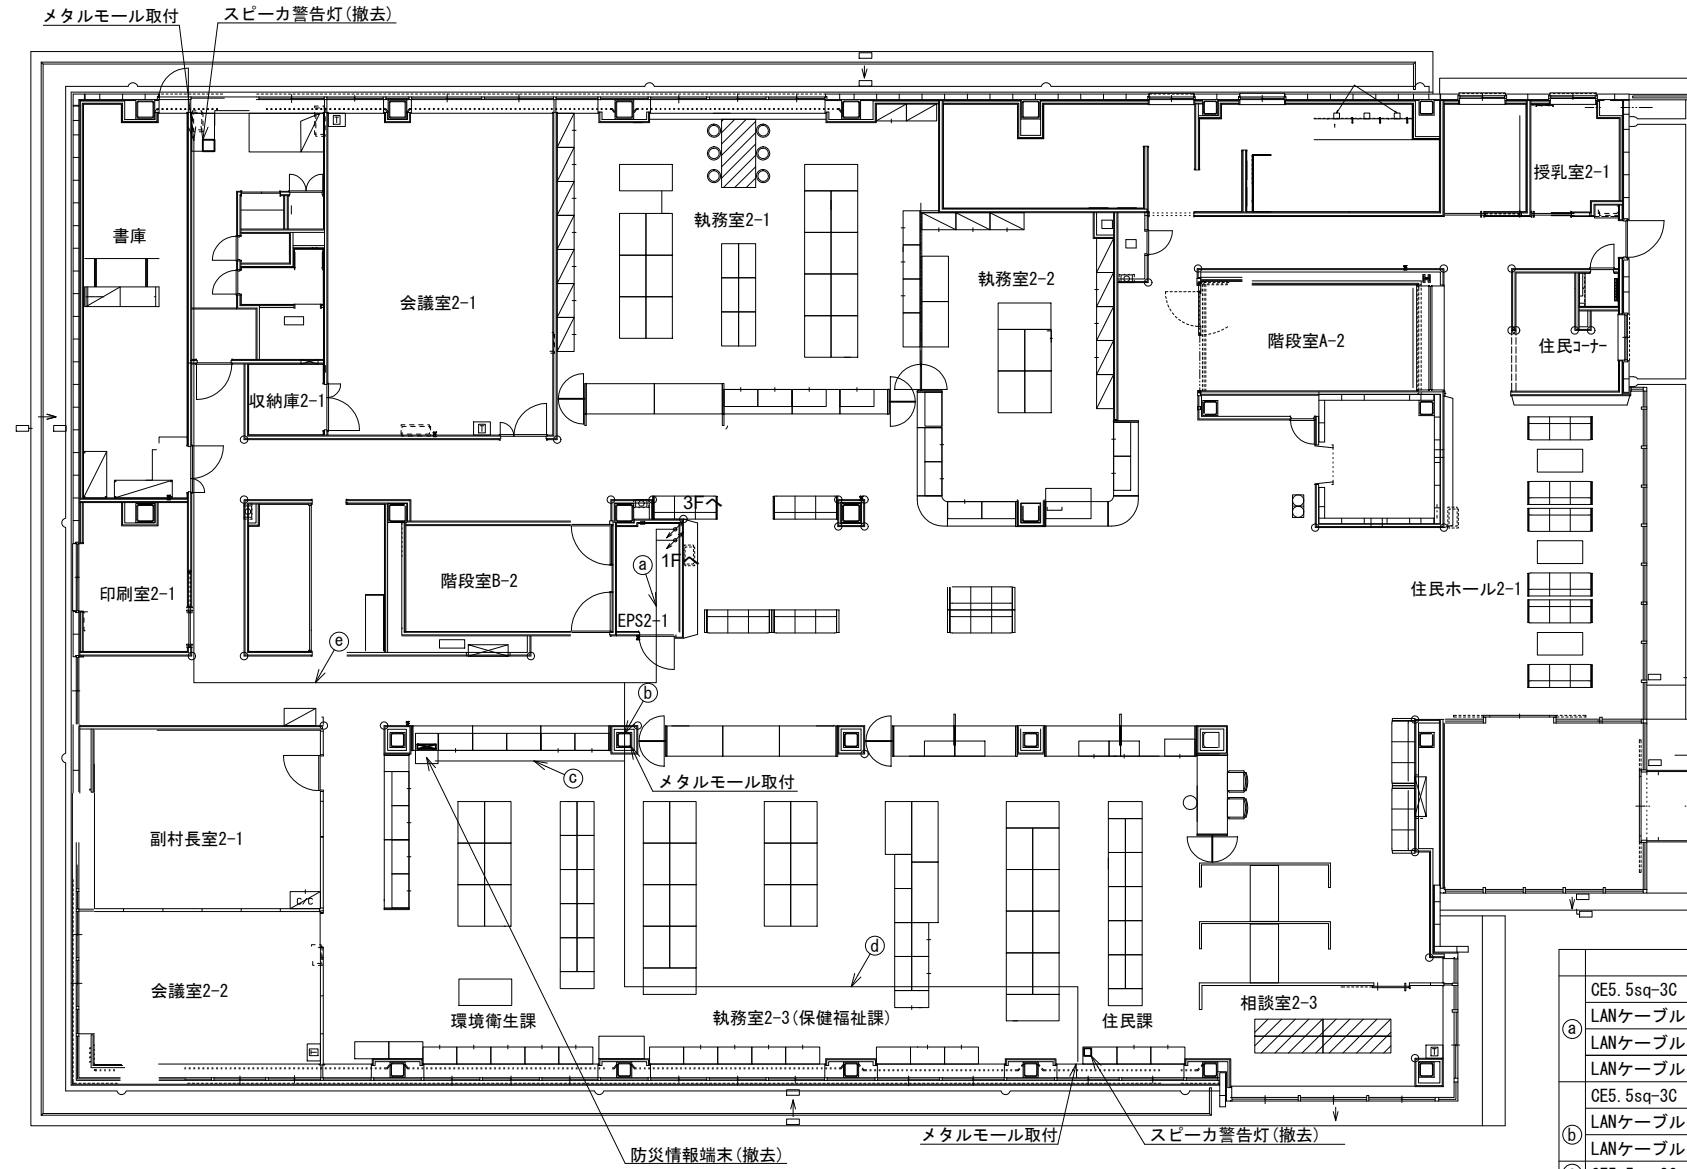 メタルモール取付
スピーカ警告灯(撤去)
書庫
会議室2-1
執務室2-1
執務室2-2
授乳室2-1
階段室A-2
住民コーナー
収納庫2-1
3Fへ
1Fへ
ⓐ
印刷室2-1
階段室B-2
EPS2-1
住民ホール2-1
ⓔ
ⓑ
ⓒ
メタルモール取付
副村長室2-1
C/C
会議室2-2
ⓓ
環境衛生課
執務室2-3(保健福祉課)
住民課
相談室2-3
メタルモール取付
スピーカ警告灯(撤去)
防災情報端末(撤去)
ⓐ
CE5.5sq-3C
LANケーブル
LANケーブル
LANケーブル
ⓑ
CE5.5sq-3C
LANケーブル
LANケーブル